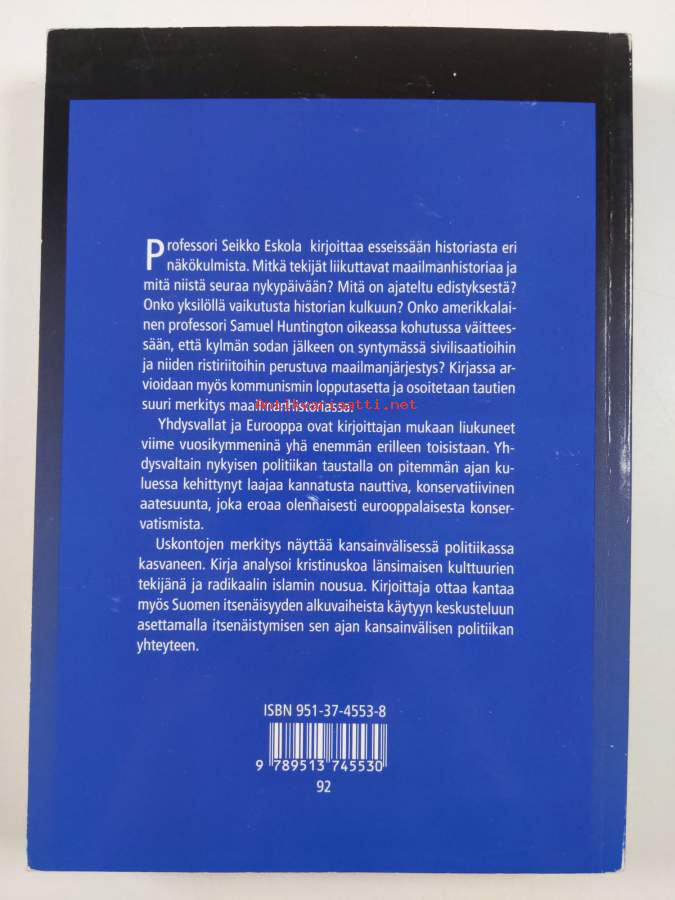 Professori Seikko Eskola kirjoittaa esseissään historiasta eri
näkökulmista. Mitkä tekijät liikuttavat maailmanhistoriaa ja
mitä niistä seuraa nykypäivään? Mitä on ajateltu edistyksestä?
Onko yksilöllä vaikutusta historian kulkuun? Onko amerikkalai-
nen professori Samuel Huntington oikeassa kohutussa väittees-
sään, että kylmän sodan jälkeen on syntymässä sivilisaatioihin
ja niiden ristiriitoihin perustuva maailmanjärjestys? Kirjassa ar-
vioidaan myös kommunismin lopputasetta ja osoitetaan tautien
suuri merkitys maailmanhistoriassa.
Antikvariaatti.net
Yhdysvallat ja Eurooppa ovat kirjoittajan mukaan liukuneet
viime vuosikymmeninä yhä enemmän erilleen toisistaan. Yh-
dysvaltain nykyisen politiikan taustalla on pitemmän ajan ku-
luessa kehittynyt laajaa kannatusta nauttiva, konservatiivinen
aatesuunta, joka eroaa olennaisesti eurooppalaisesta konser-
vatismista.
Uskontojen merkitys näyttää kansainvälisessä politiikassa
kasvaneen. Kirja analysoi kristinuskoa länsimaisen kulttuurien
tekijänä ja radikaalin islamin nousua. Kirjoittaja ottaa kantaa
myös Suomen itsenäisyyden alkuvaiheista käytyyn keskusteluun
asettamalla itsenäistymisen sen ajan kansainvälisen politiikan
yhteyteen.
ISBN 951-37-4553-8
9 789513 745530
92